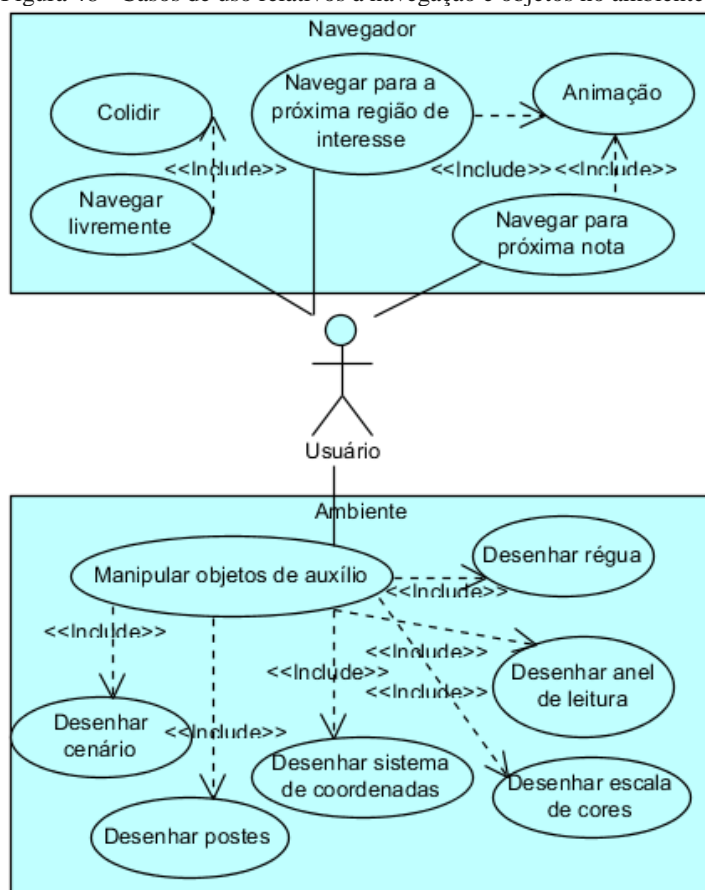 Figura 48 - Casos de uso relativos a navegação e objetos no ambiente
Navegador
Colidir
Navegar para a
próxima região de
interesse
Animação
<<Include>>
<<Include>>
<<Include>>
Navegar
livremente
Navegar para
próxima nota
Usuário
Ambiente
Manipular objetos de auxílio
Desenhar régua
<<Include>>
<<Include>>
<<Include>>
<<Include>>
<<Include>>
<<Include>>
Desenhar anel
de leitura
Desenhar
cenário
Desenhar sistema
de coordenadas
Desenhar escala
de cores
Desenhar postes